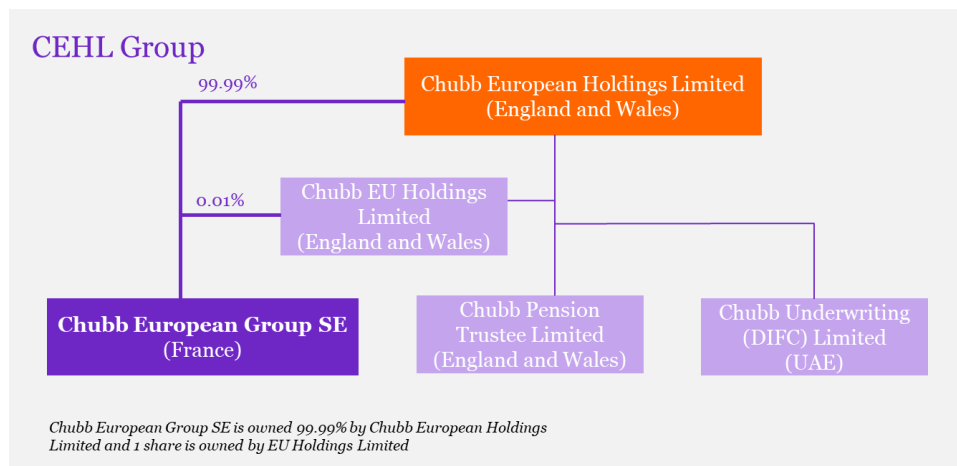 CEHL Group
99.99%
Chubb European Holdings Limited
(England and Wales)
0.01%
Chubb EU Holdings
Limited
(England and Wales)
Chubb European Group SE
(France)
Chubb Pension
Trustee Limited
(England and Wales)
Chubb Underwriting
(DIFC) Limited
(UAE)
Chubb European Group SE is owned 99.99% by Chubb European Holdings
Limited and 1 share is owned by EU Holdings Limited